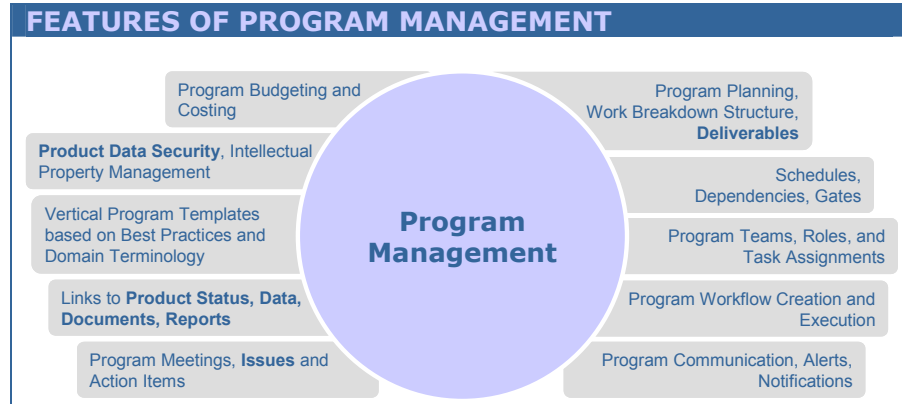 FEATURES OF PROGRAM MANAGEMENT
Program Budgeting and
Costing
Product Data Security, Intellectual
Property Management
Vertical Program Templates
based on Best Practices and
Domain Terminology
Links to Product Status, Data,
Documents, Reports
Program Meetings, Issues and
Action Items
Program
Management
Program Planning,
Work Breakdown Structure,
Deliverables
Schedules,
Dependencies, Gates
Program Teams, Roles, and
Task Assignments
Program Workflow Creation and
Execution
Program Communication, Alerts,
Notifications